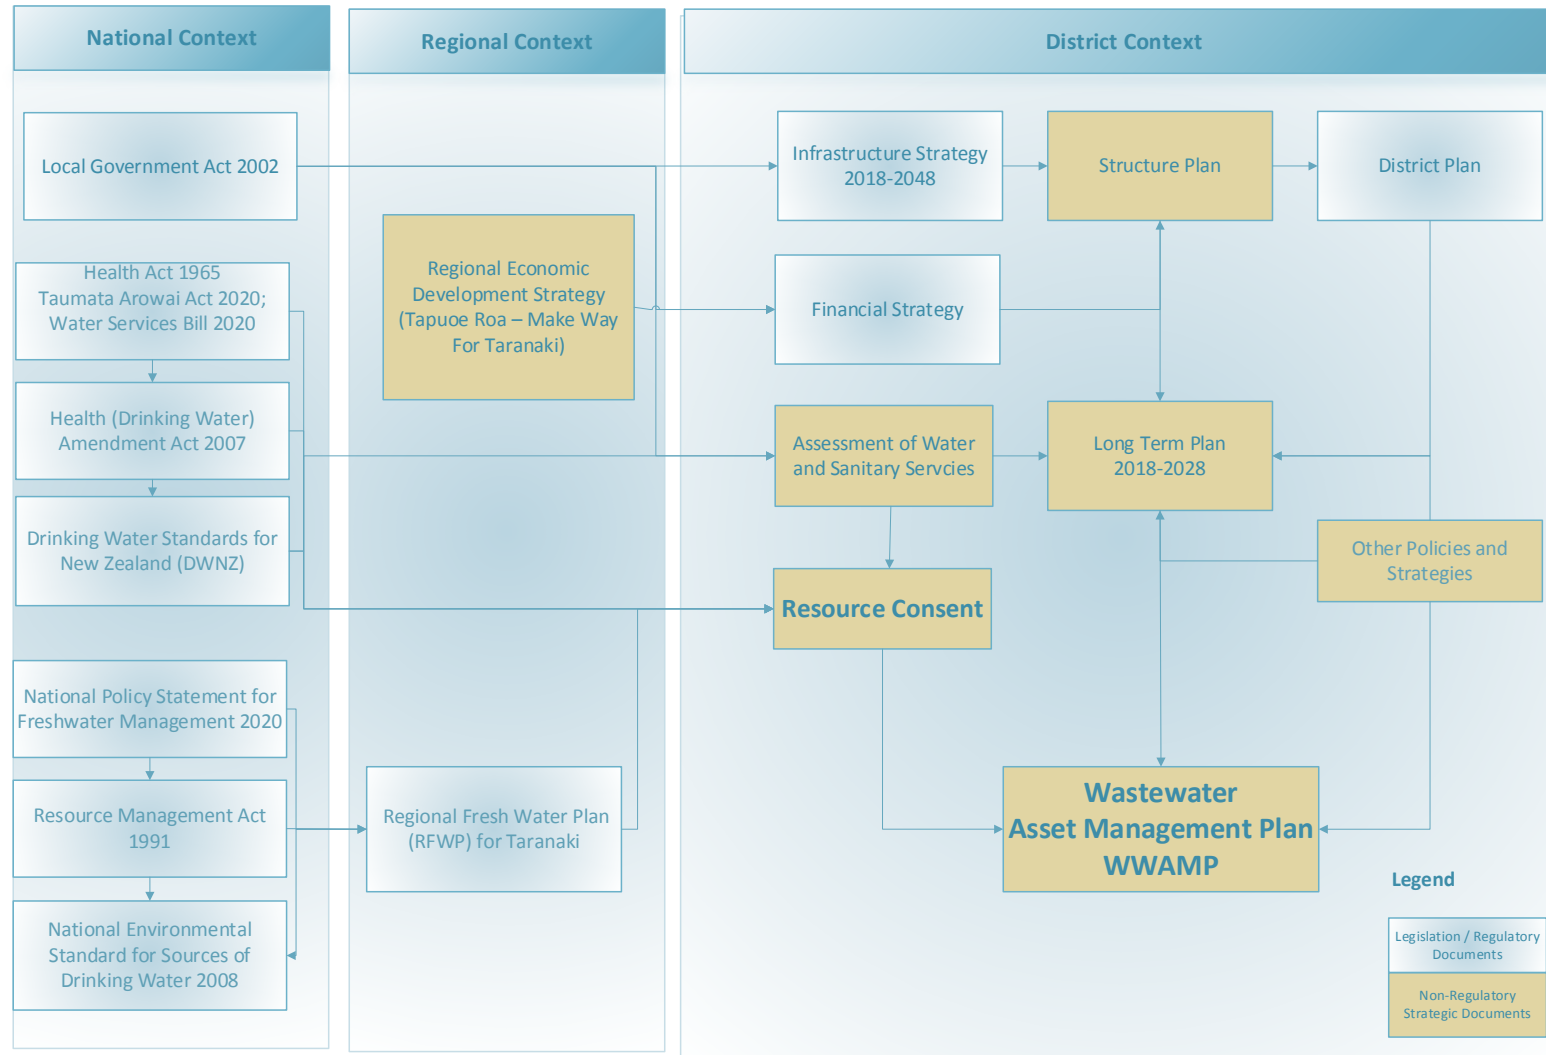 National Context
Regional Context
District Context
Local Government Act 2002
Health Act 1965
Taumata Arowai Act 2020;
Water Services Bill 2020
Health (Drinking Water)
Amendment Act 2007
Drinking Water Standards for
New Zealand (DWNZ)
National Policy Statement for
Freshwater Management 2020
Resource Management Act
1991
National Environmental
Standard for Sources of
Drinking Water 2008
Regional Economic
Development Strategy
(Tapuoe Roa – Make Way
For Taranaki)
Regional Fresh Water Plan
(RFWP) for Taranaki
Infrastructure Strategy
2018-2048
Structure Plan
District Plan
Financial Strategy
Assessment of Water
and Sanitary Servcies
Long Term Plan
2018-2028
Other Policies and
Strategies
Resource Consent
Wastewater
Asset Management Plan
WWAMP
Legend
Legislation / Regulatory
Documents
Non-Regulatory
Strategic Documents